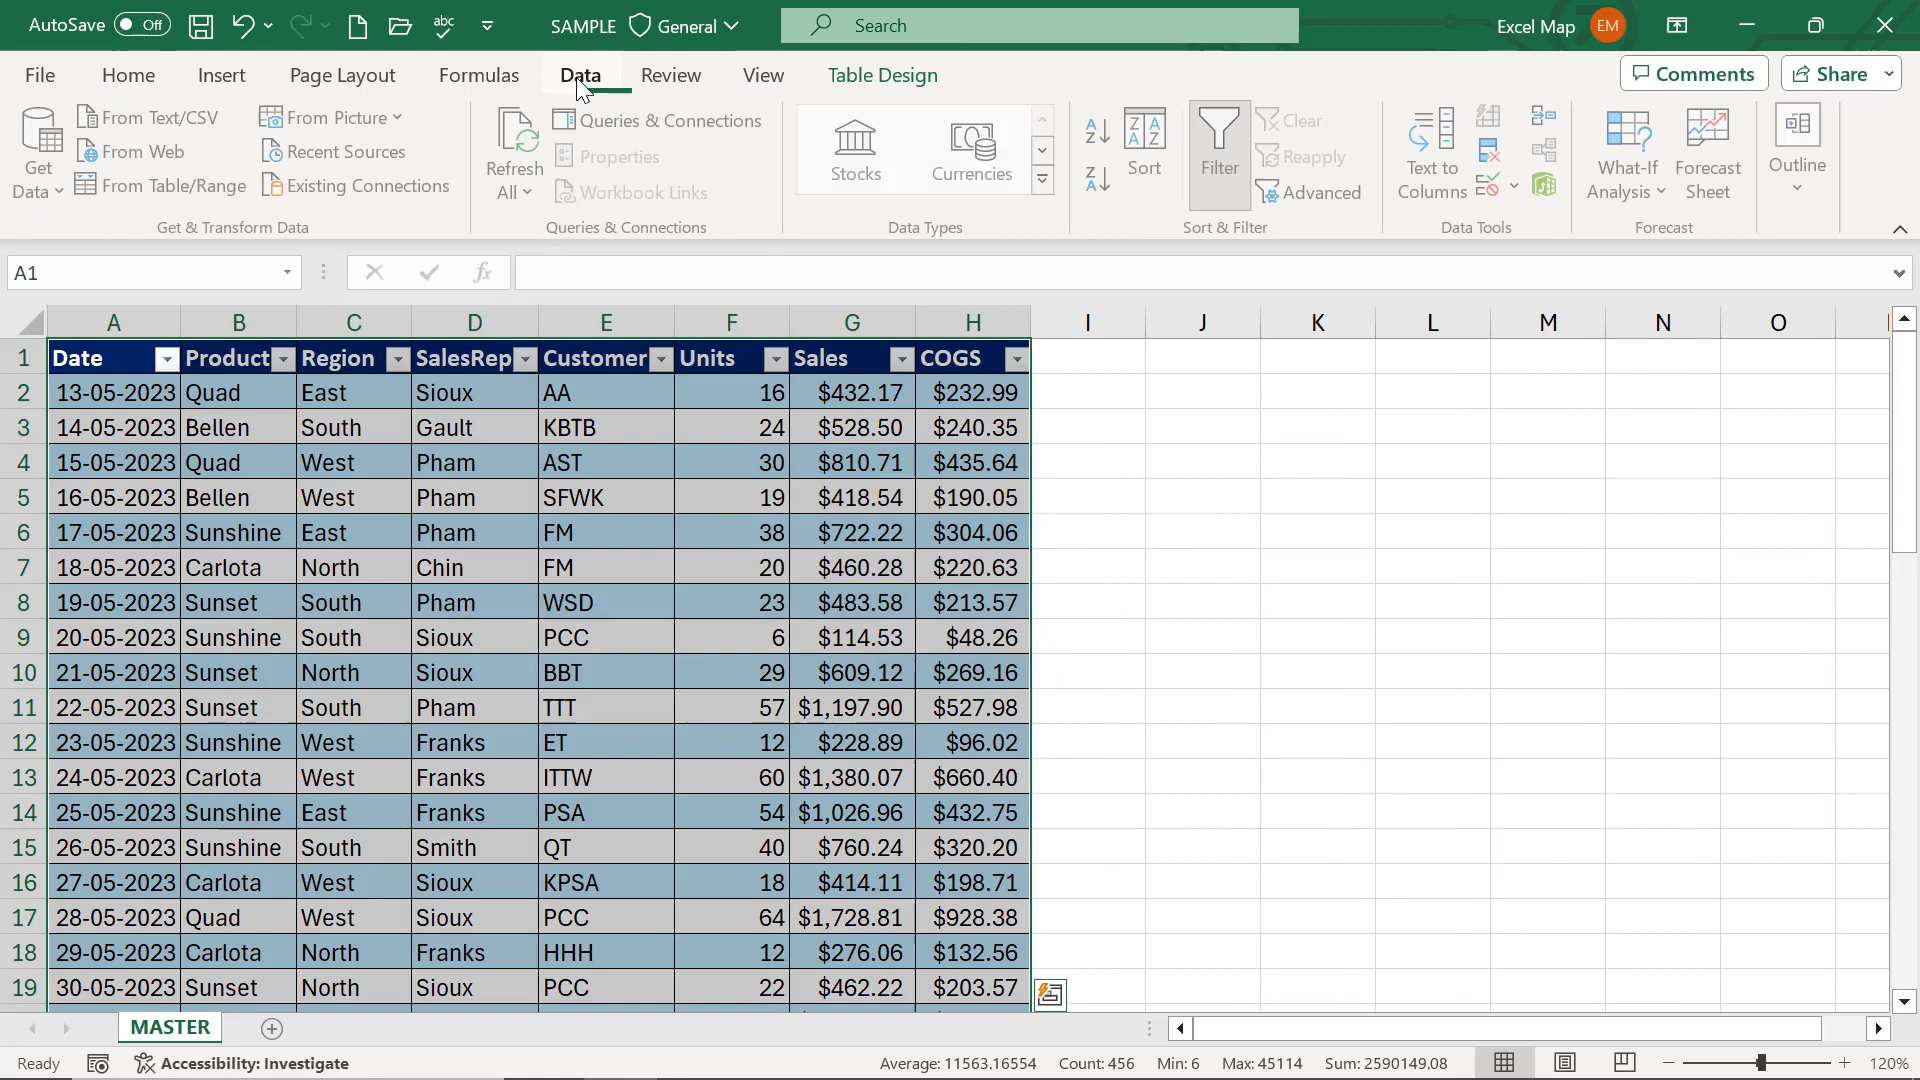 AutoSave Off abc SAMPLE General Search Excel Map EM
File Home Insert Page Layout Formulas Data Review View Table Design Comments Share
Get Data
From Text/CSV
From Web
From Table/Range
From Picture
Recent Sources
Existing Connections
Get & Transform Data
Refresh All
Queries & Connections
Properties
Workbook Links
Queries & Connections
Stocks
Currencies
Data Types
Sort
Filter
Clear
Reapply
Advanced
Sort & Filter
Text to Columns
Data Tools
What-If Analysis
Forecast Sheet
Forecast
Outline
A1 fx
A B C D E F G H I J K L M N O
1 Date Product Region SalesRep Customer Units Sales COGS
2 13-05-2023 Quad East Sioux AA 16 $432.17 $232.99
3 14-05-2023 Bellen South Gault KBTB 24 $528.50 $240.35
4 15-05-2023 Quad West Pham AST 30 $810.71 $435.64
5 16-05-2023 Bellen West Pham SFWK 19 $418.54 $190.05
6 17-05-2023 Sunshine East Pham FM 38 $722.22 $304.06
7 18-05-2023 Carlota North Chin FM 20 $460.28 $220.63
8 19-05-2023 Sunset South Pham WSD 23 $483.58 $213.57
9 20-05-2023 Sunshine South Sioux PCC 6 $114.53 $48.26
10 21-05-2023 Sunset North Sioux BBT 29 $609.12 $269.16
11 22-05-2023 Sunset South Pham TTT 57 $1,197.90 $527.98
12 23-05-2023 Sunshine West Franks ET 12 $228.89 $96.02
13 24-05-2023 Carlota West Franks ITTW 60 $1,380.07 $660.40
14 25-05-2023 Sunshine East Franks PSA 54 $1,026.96 $432.75
15 26-05-2023 Sunshine South Smith QT 40 $760.24 $320.20
16 27-05-2023 Carlota West Sioux KPSA 18 $414.11 $198.71
17 28-05-2023 Quad West Sioux PCC 64 $1,728.81 $928.38
18 29-05-2023 Carlota North Franks HHH 12 $276.06 $132.56
19 30-05-2023 Sunset North Sioux PCC 22 $462.22 $203.57
MASTER
Ready Accessibility: Investigate Average: 11563.16554 Count: 456 Min: 6 Max: 45114 Sum: 2590149.08 120%